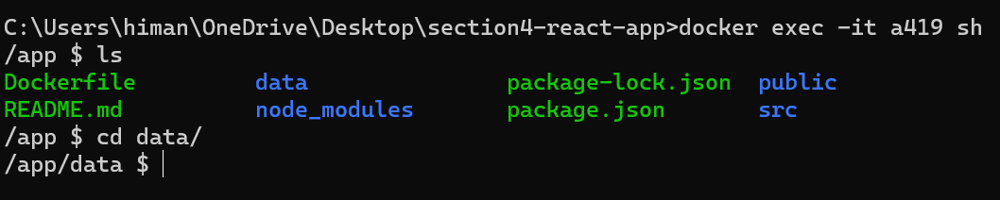 C:\Users\himan\OneDrive\Desktop\section4-react-app>docker exec -it a419 sh
/app $ ls
Dockerfile data package-lock.json public
README.md node_modules package.json src
/app $ cd data/
/app/data $